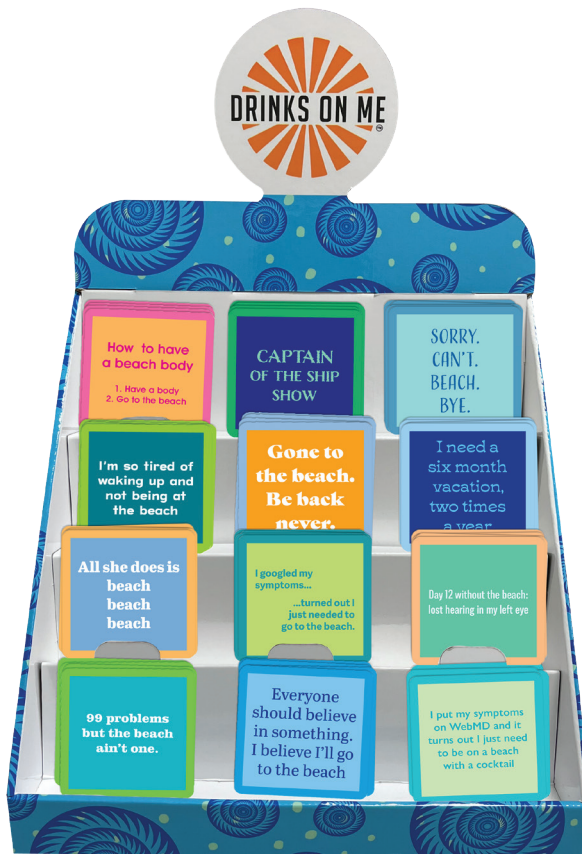 DRINKS ON ME
How to have
a beach body
1. Have a body
2. Go to the beach
CAPTAIN
OF THE SHIP
SHOW
SORRY.
CAN'T.
BEACH.
BYE.
I'm so tired of
waking up and
not being at
the beach
Gone to
the beach.
Be back
never.
I need a
six month
vacation,
two times
a year
All she does is
beach
beach
beach
I googled my
symptoms...
...turned out I
just needed to
go to the beach.
Day 12 without the beach:
lost hearing in my left eye
99 problems
but the beach
ain't one.
Everyone
should believe
in something.
I believe I'll go
to the beach
I put my symptoms
on WebMD and it
turns out I just need
to be on a beach
with a cocktail